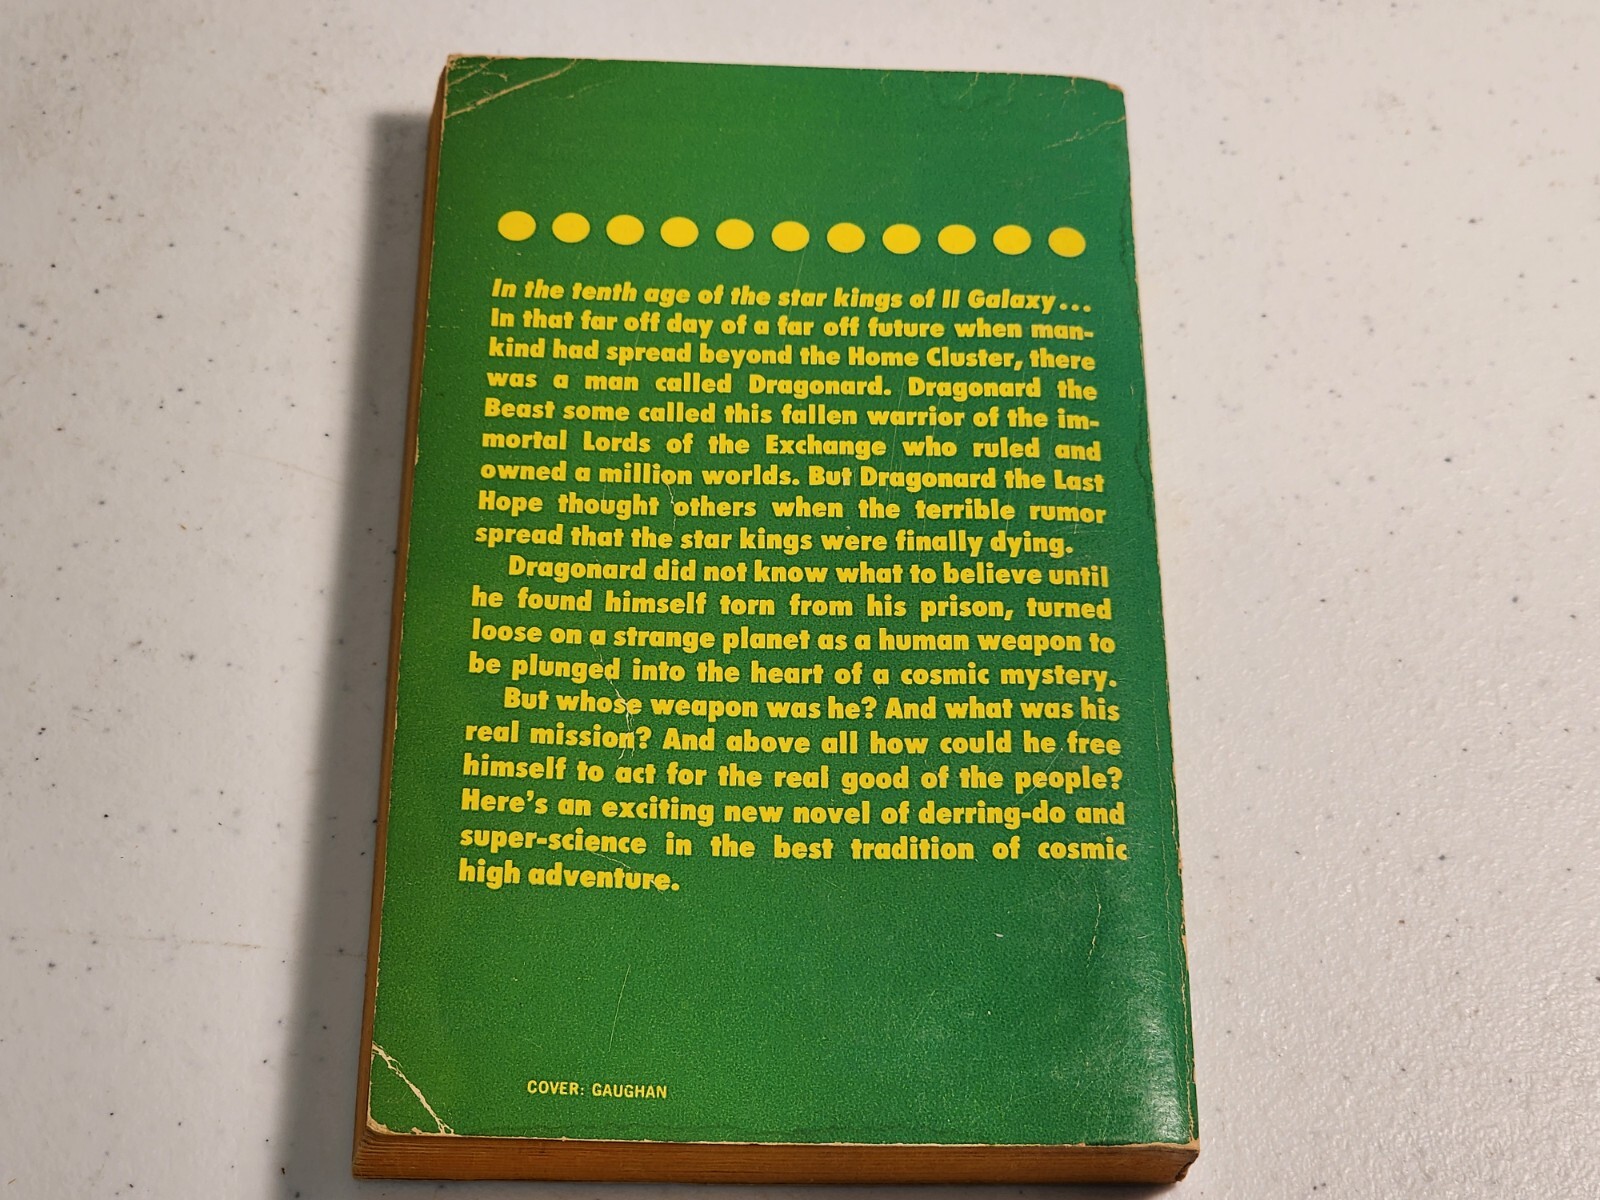 In the tenth age of the star kings of II Galaxy...
In that far off day of a far off future when man-
kind had spread beyond the Home Cluster, there
was a man called Dragonard. Dragonard the
Beast some called this fallen warrior of the im-
mortal Lords of the Exchange who ruled and
owned a million worlds. But Dragonard the Last
Hope thought others when the terrible rumor
spread that the star kings were finally dying.
Dragonard did not know what to believe until
he found himself torn from his prison, turned
loose on a strange planet as a human weapon to
be plunged into the heart of a cosmic mystery.
But whose weapon was he? And what was his
real mission? And above all how could he free
himself to act for the real good of the people?
Here's an exciting new novel of derring-do and
super-science in the best tradition of cosmic
high adventure.
COVER: GAUGHAN